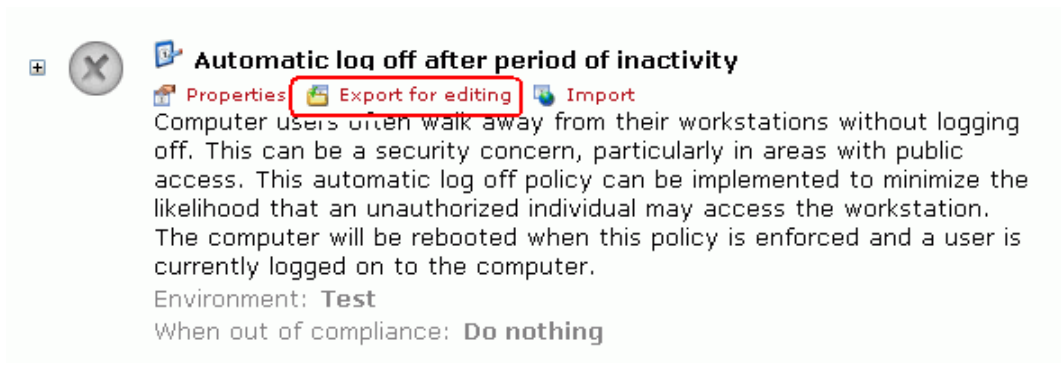 Automatic log off after period of inactivity
Properties Export for editing Import
Computer users often walk away from their workstations without logging
off. This can be a security concern, particularly in areas with public
access. This automatic log off policy can be implemented to minimize the
likelihood that an unauthorized individual may access the workstation.
The computer will be rebooted when this policy is enforced and a user is
currently logged on to the computer.
Environment: Test
When out of compliance: Do nothing